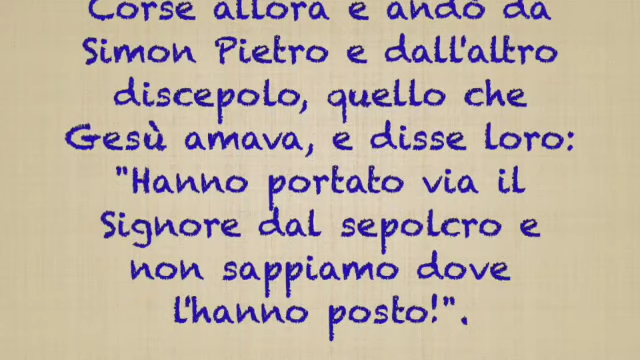 Corse allora e andò da
Simon Pietro e dall'altro
discepolo, quello che
Gesù amava, e disse loro:
"Hanno portato via il
Signore dal sepolcro e
non sappiamo dove
l'hanno posto!".